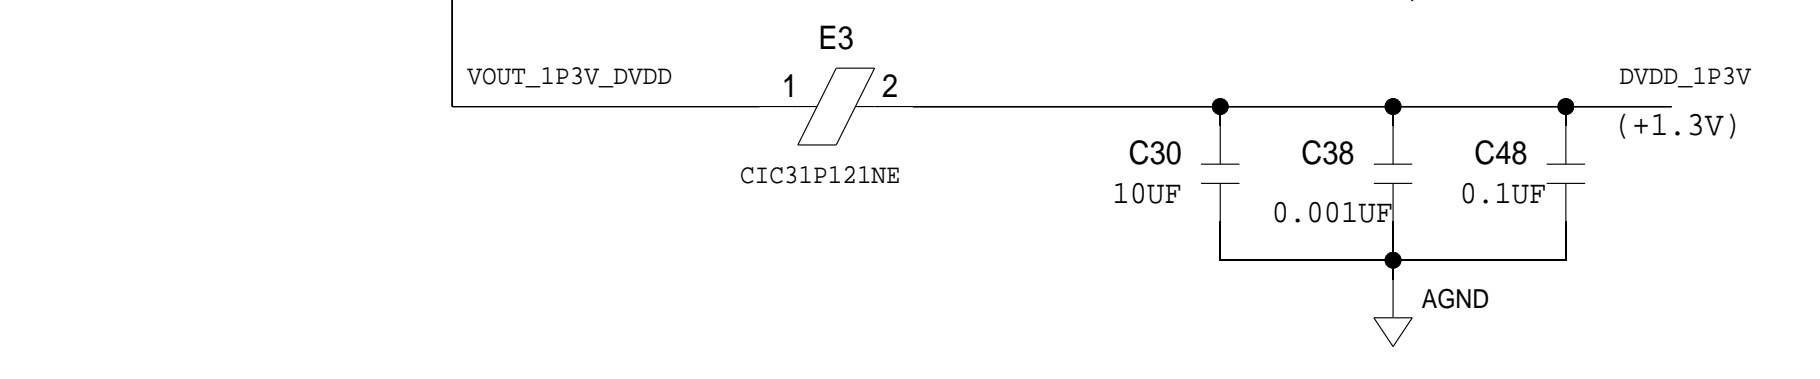 E3
VOUT_1P3V_DVDD
1
2
DVDD_1P3V
(+1.3V)
CIC31P121NE
C30
10UF
C38
0.001UF
C48
0.1UF
AGND